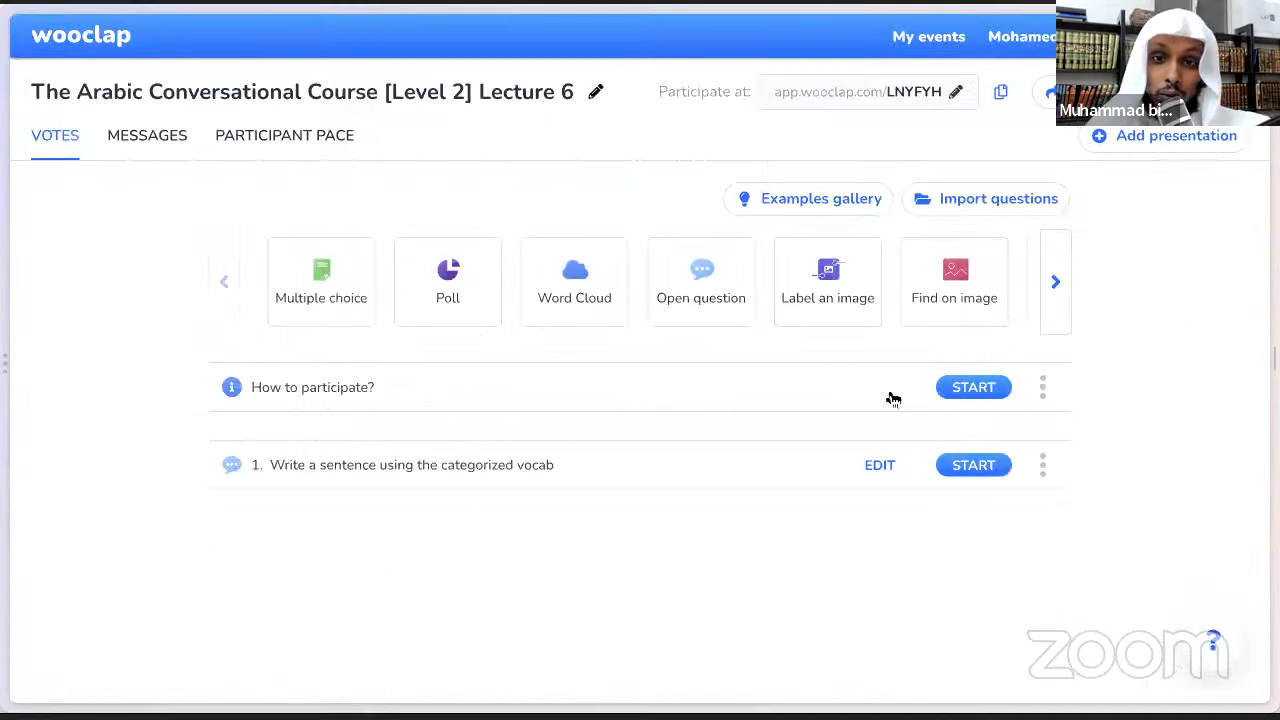 wooclap
My events
Mohamed
Muhammad bi...
The Arabic Conversational Course [Level 2] Lecture 6
Participate at:
app.wooclap.com/LNYFYH
VOTES
MESSAGES
PARTICIPANT PACE
Add presentation
Examples gallery
Import questions
Multiple choice
Poll
Word Cloud
Open question
Label an image
Find on image
How to participate?
START
1. Write a sentence using the categorized vocab
EDIT
START
zoom
?